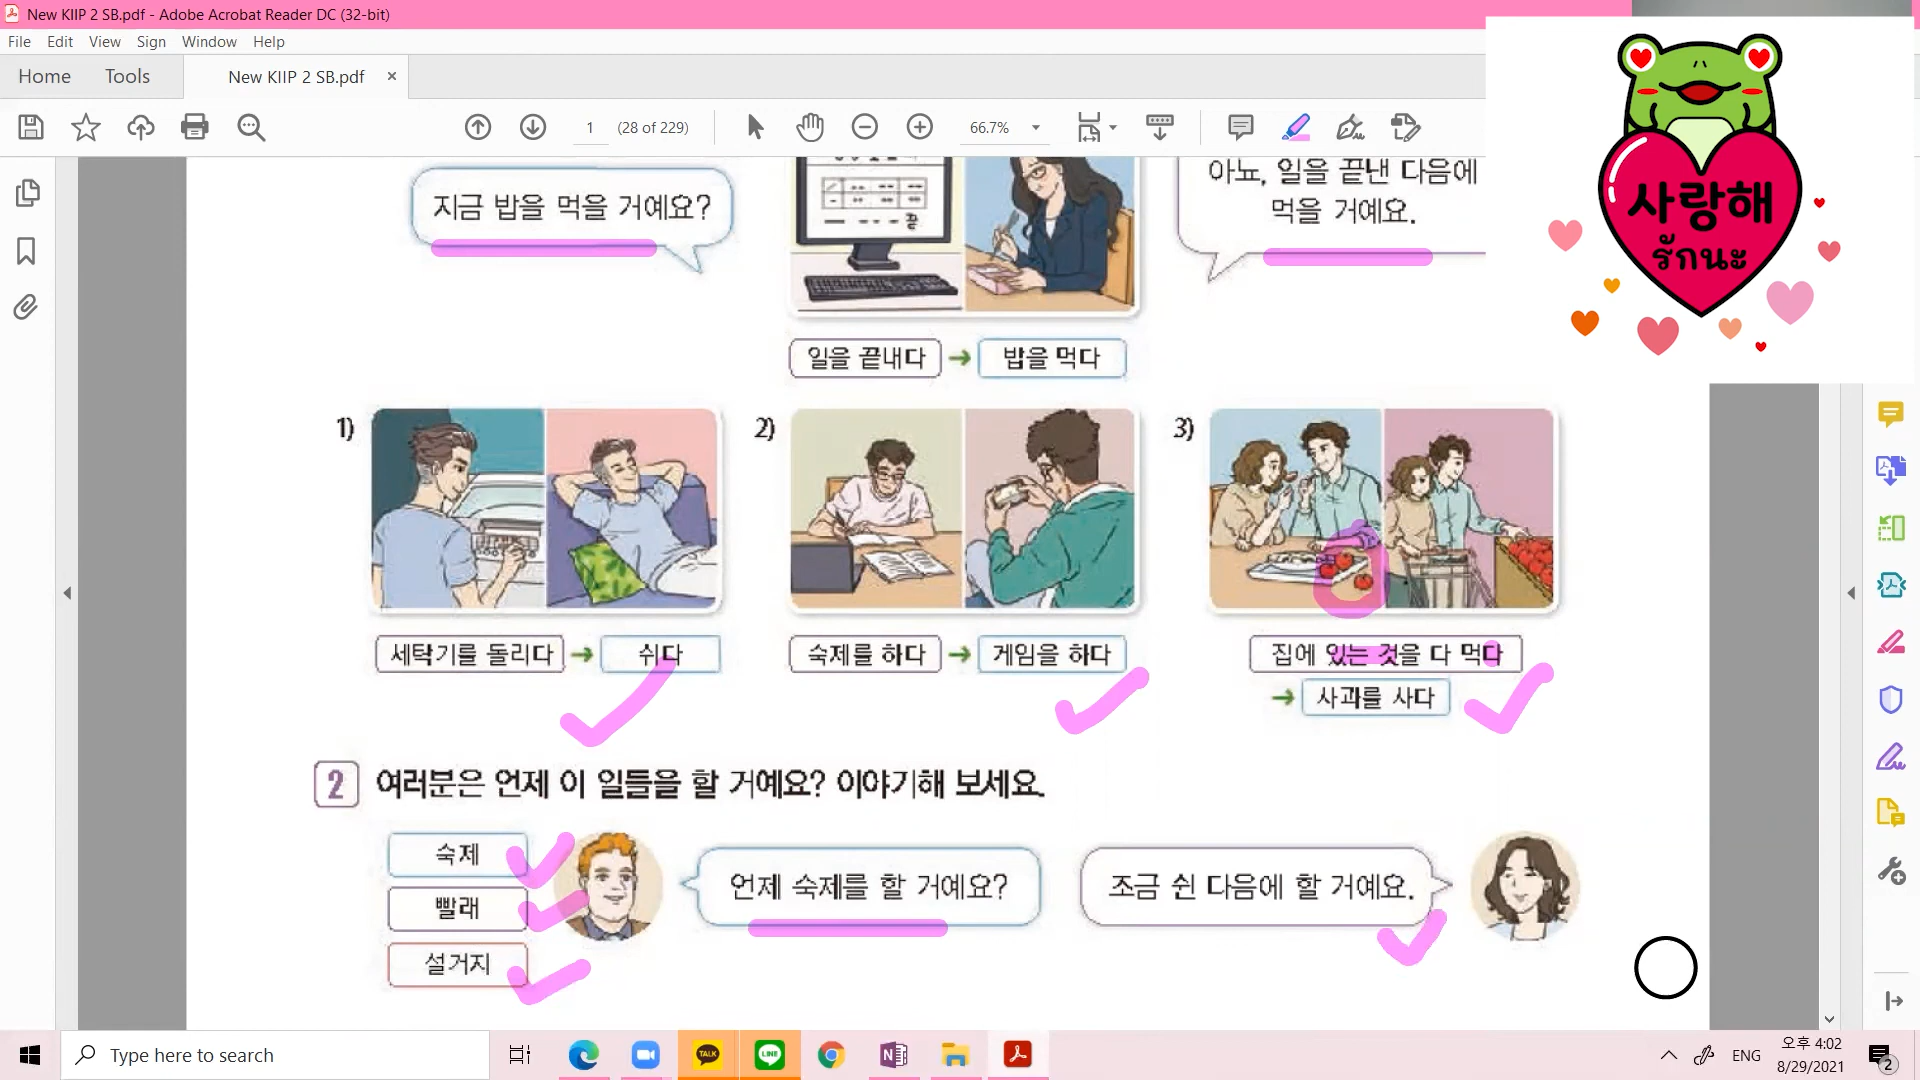 New KIIP 2 SB.pdf - Adobe Acrobat Reader DC (32-bit)
File Edit View Sign Window Help
Home Tools New KIIP 2 SB.pdf ×
1 (28 of 229) 66.7%
지금 밥을 먹을 거예요?
끝
아뇨, 일을 끝낸 다음에
먹을 거예요.
사랑해
รักนะ
일을 끝내다 → 밥을 먹다
1) 2) 3)
세탁기를 돌리다 → 쉬다
숙제를 하다 → 게임을 하다
집에 있는 것을 다 먹다
→ 사과를 사다
2 여러분은 언제 이 일들을 할 거예요? 이야기해 보세요.
숙제
빨래
설거지
언제 숙제를 할 거예요?
조금 쉰 다음에 할 거예요.
Type here to search
TALK
LINE
ENG
오후 4:02
8/29/2021
2